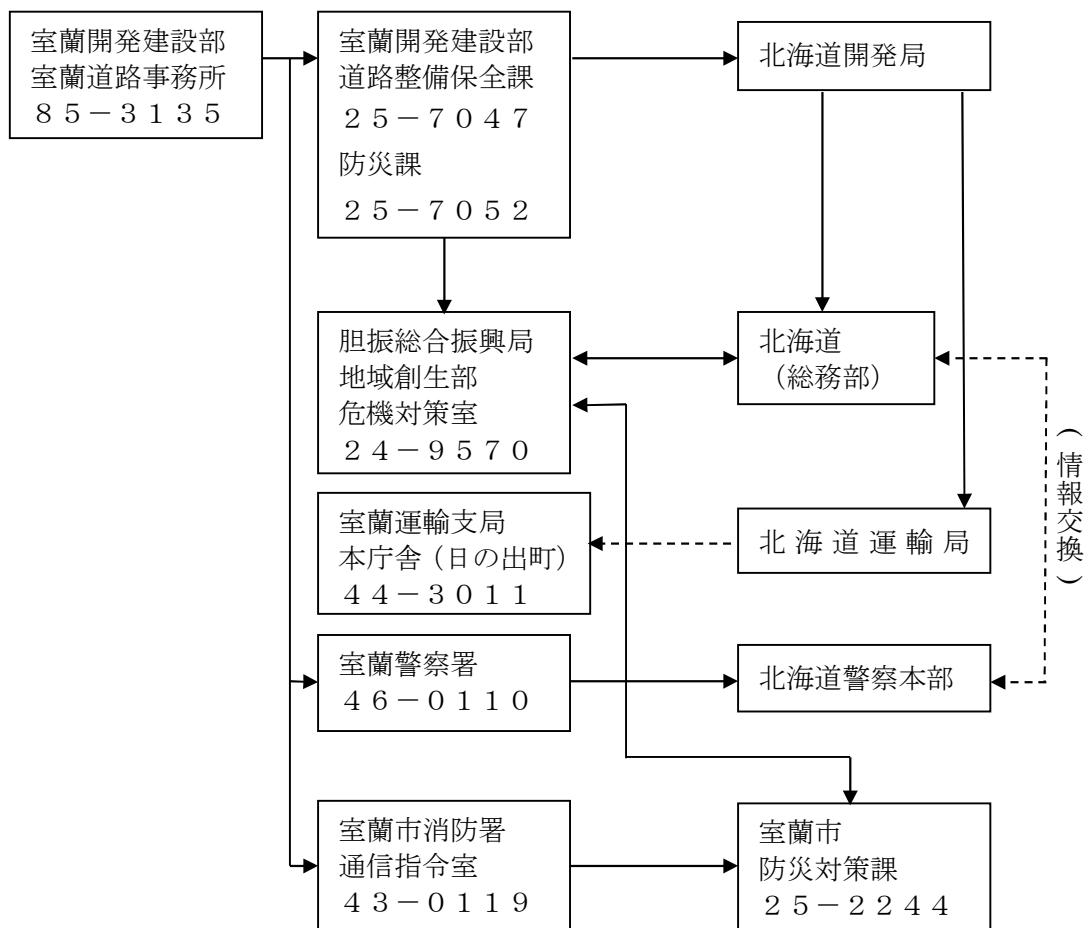 室蘭開発建設部
室蘭道路事務所
８５－３１３５
室蘭開発建設部
道路整備保全課
２５－７０４７
防災課
２５－７０５２
北海道開発局
胆振総合振興局
地域創生部
危機対策室
２４－９５７０
北海道
（総務部）
（情報交換）
室蘭運輸支局
本庁舎（日の出町）
４４－３０１１
北海道運輸局
室蘭警察署
４６－０１１０
北海道警察本部
室蘭市消防署
通信指令室
４３－０１１９
室蘭市
防災対策課
２５－２２４４